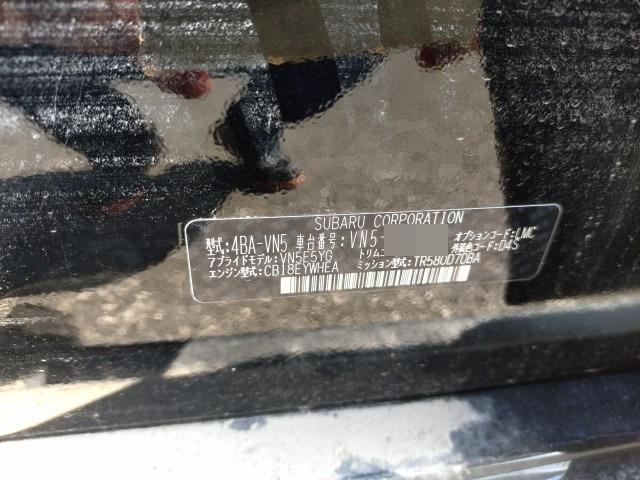 SUBARU CORPORATION
型式:4BA-VN5 車台番号:VN5- オプションコード:LMC
アプライドモデル:VN5E5YG トリム 外装色コード:D4S
エンジン型式:CB18EYWHEA ミッション型式:TR580D7DBA